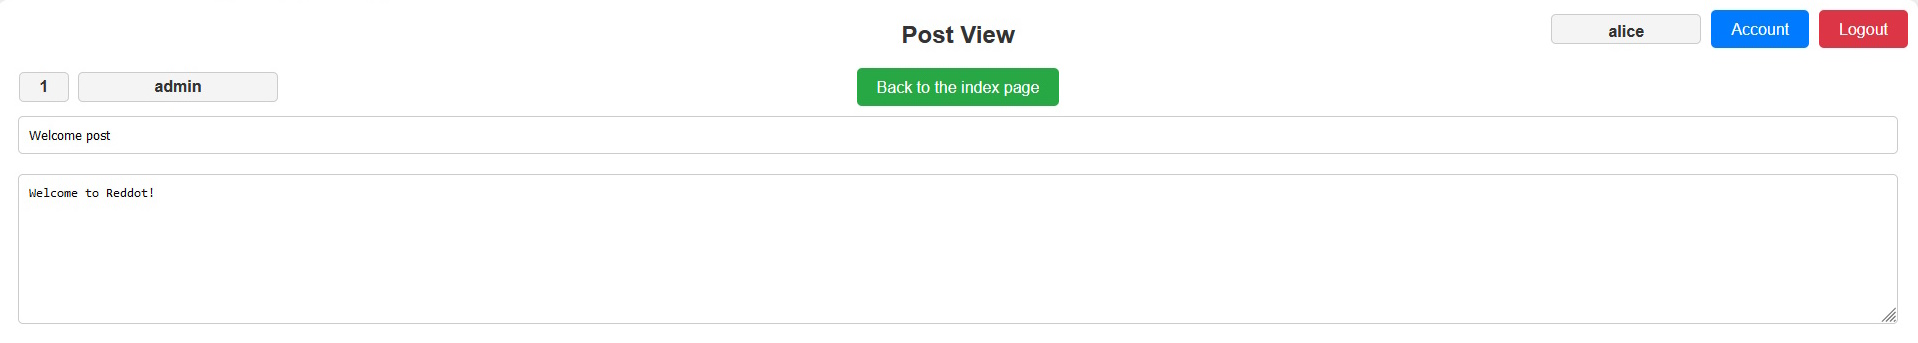 Post View
alice
Account
Logout
1
admin
Back to the index page
Welcome post
Welcome to Reddot!